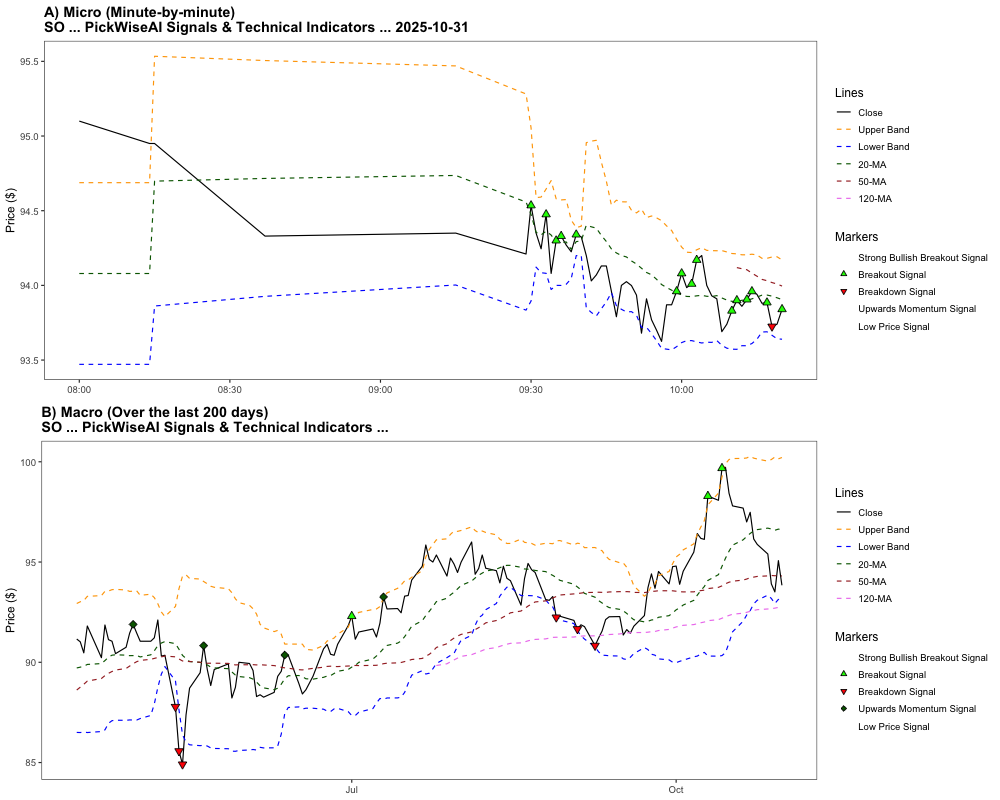 A) Micro (Minute-by-minute)
SO ... PickWiseAI Signals & Technical Indicators ... 2025-10-31
Price ($)
95.5
95.0
94.5
94.0
93.5
08:00
08:30
09:00
09:30
10:00
Lines
Close
Upper Band
Lower Band
20-MA
50-MA
120-MA
Markers
Strong Bullish Breakout Signal
Breakout Signal
Breakdown Signal
Upwards Momentum Signal
Low Price Signal
B) Macro (Over the last 200 days)
SO ... PickWiseAI Signals & Technical Indicators ...
Price ($)
100
95
90
85
Jul
Oct
Lines
Close
Upper Band
Lower Band
20-MA
50-MA
120-MA
Markers
Strong Bullish Breakout Signal
Breakout Signal
Breakdown Signal
Upwards Momentum Signal
Low Price Signal